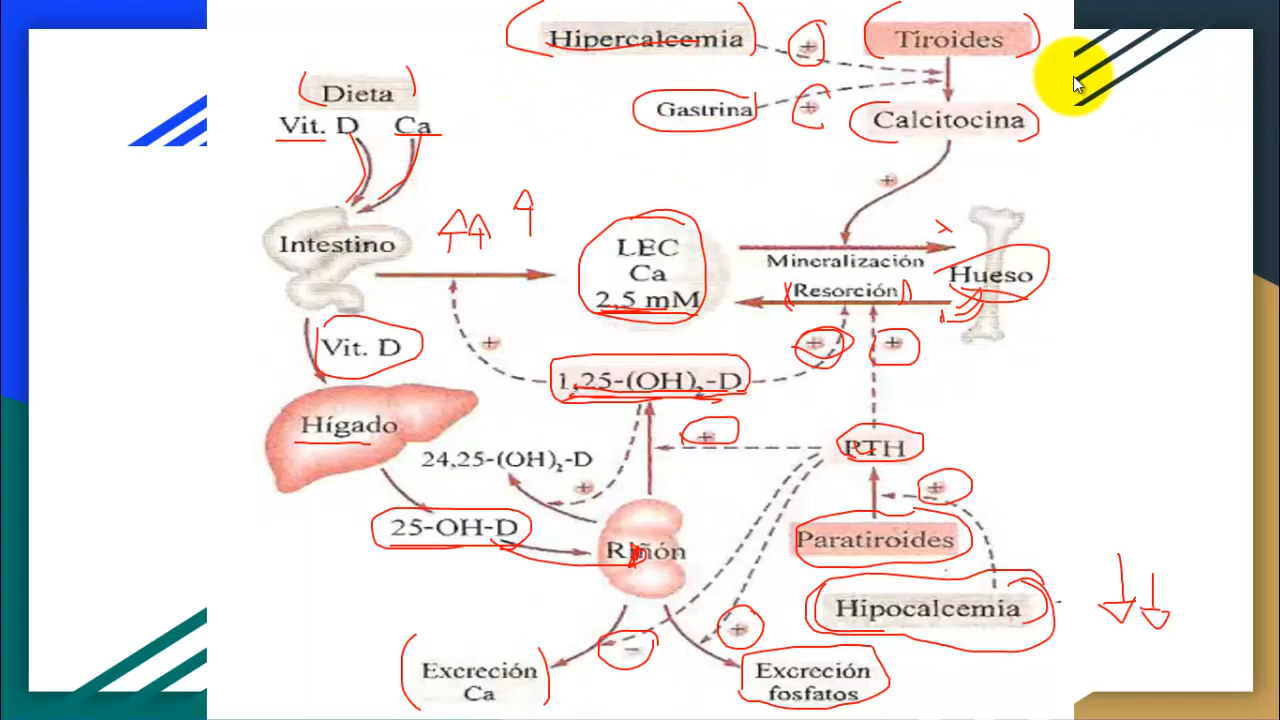 Hipercalcemia
Tiroides
Dieta
Vit. D Ca
Gastrina
Calcitocina
Intestino
LEC
Ca
2,5 mM
Mineralización
Resorción
Hueso
Vit. D
1,25-(OH)₂-D
Hígado
24,25-(OH)₂-D
PTH
25-OH-D
Riñón
Paratiroides
Hipocalcemia
Excreción
Ca
Excreción
fosfatos